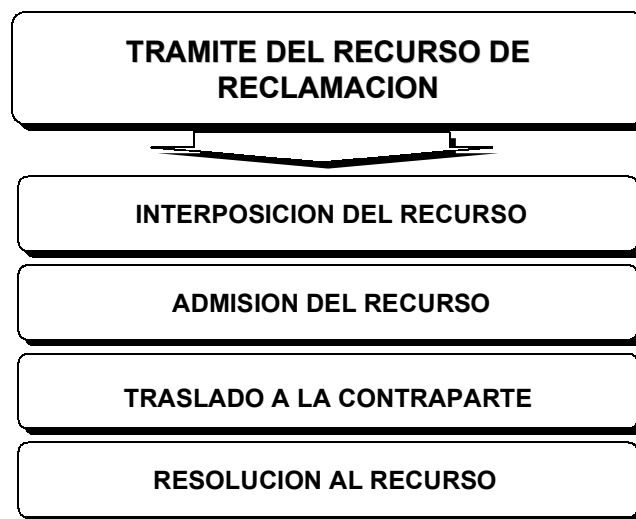 TRAMITE DEL RECURSO DE
RECLAMACION
INTERPOSICION DEL RECURSO
ADMISION DEL RECURSO
TRASLADO A LA CONTRAPARTE
RESOLUCION AL RECURSO